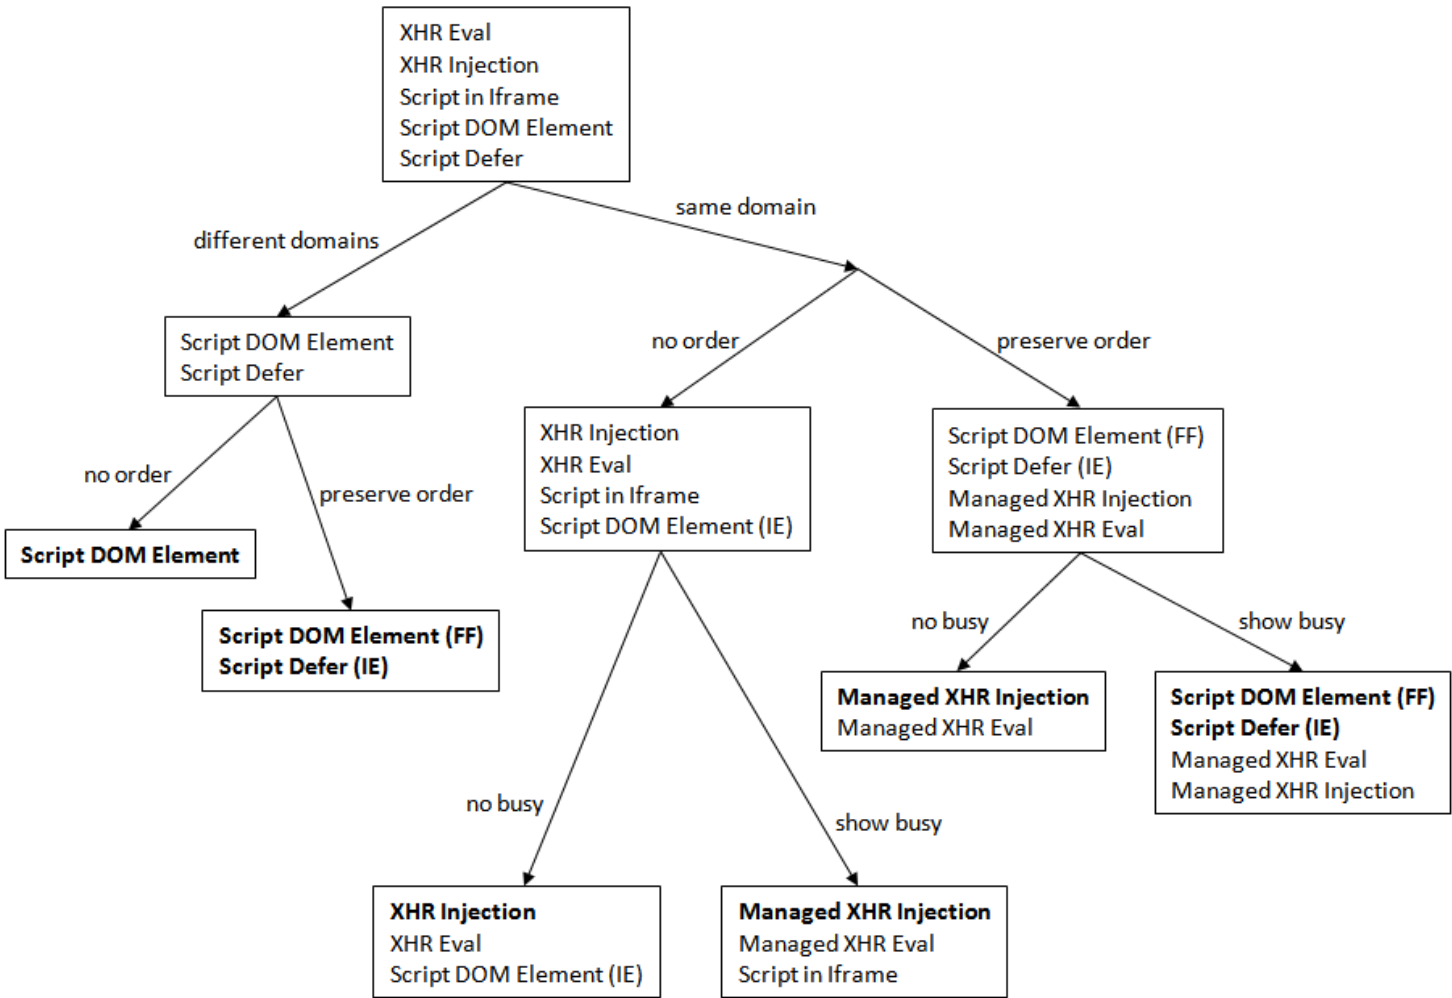 XHR Eval
XHR Injection
Script in Iframe
Script DOM Element
Script Defer
same domain
different domains
Script DOM Element
Script Defer
no order
preserve order
no order
preserve order
XHR Injection
XHR Eval
Script in Iframe
Script DOM Element (IE)
Script DOM Element (FF)
Script Defer (IE)
Managed XHR Injection
Managed XHR Eval
Script DOM Element
Script DOM Element (FF)
Script Defer (IE)
no busy
show busy
Managed XHR Injection
Managed XHR Eval
Script DOM Element (FF)
Script Defer (IE)
Managed XHR Eval
Managed XHR Injection
no busy
show busy
XHR Injection
XHR Eval
Script DOM Element (IE)
Managed XHR Injection
Managed XHR Eval
Script in Iframe